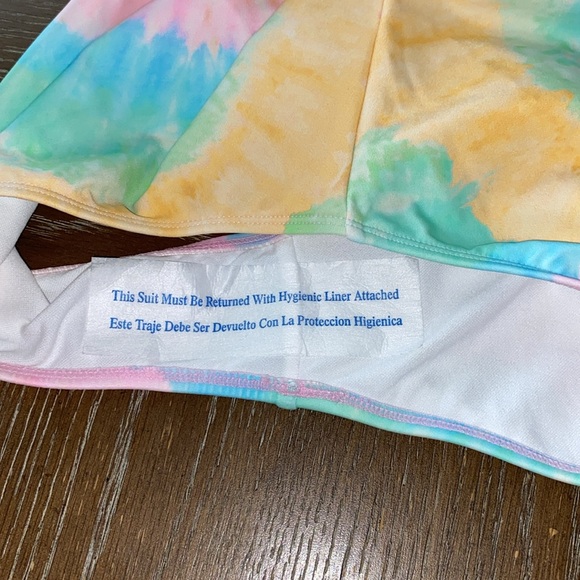 This Suit Must Be Returned With Hygienic Liner Attached
Este Traje Debe Ser Devuelto Con La Proteccion Higienica